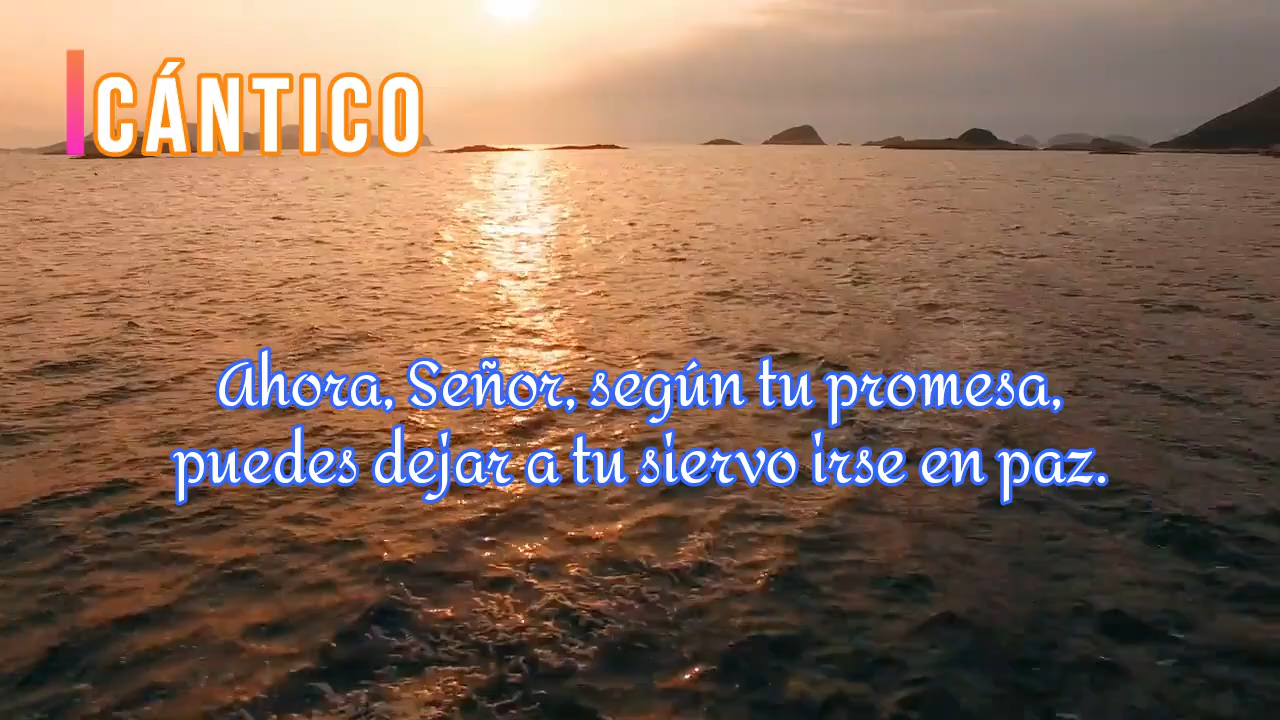 CÁNTICO
Ahora, Señor, según tu promesa,
puedes dejar a tu siervo irse en paz.